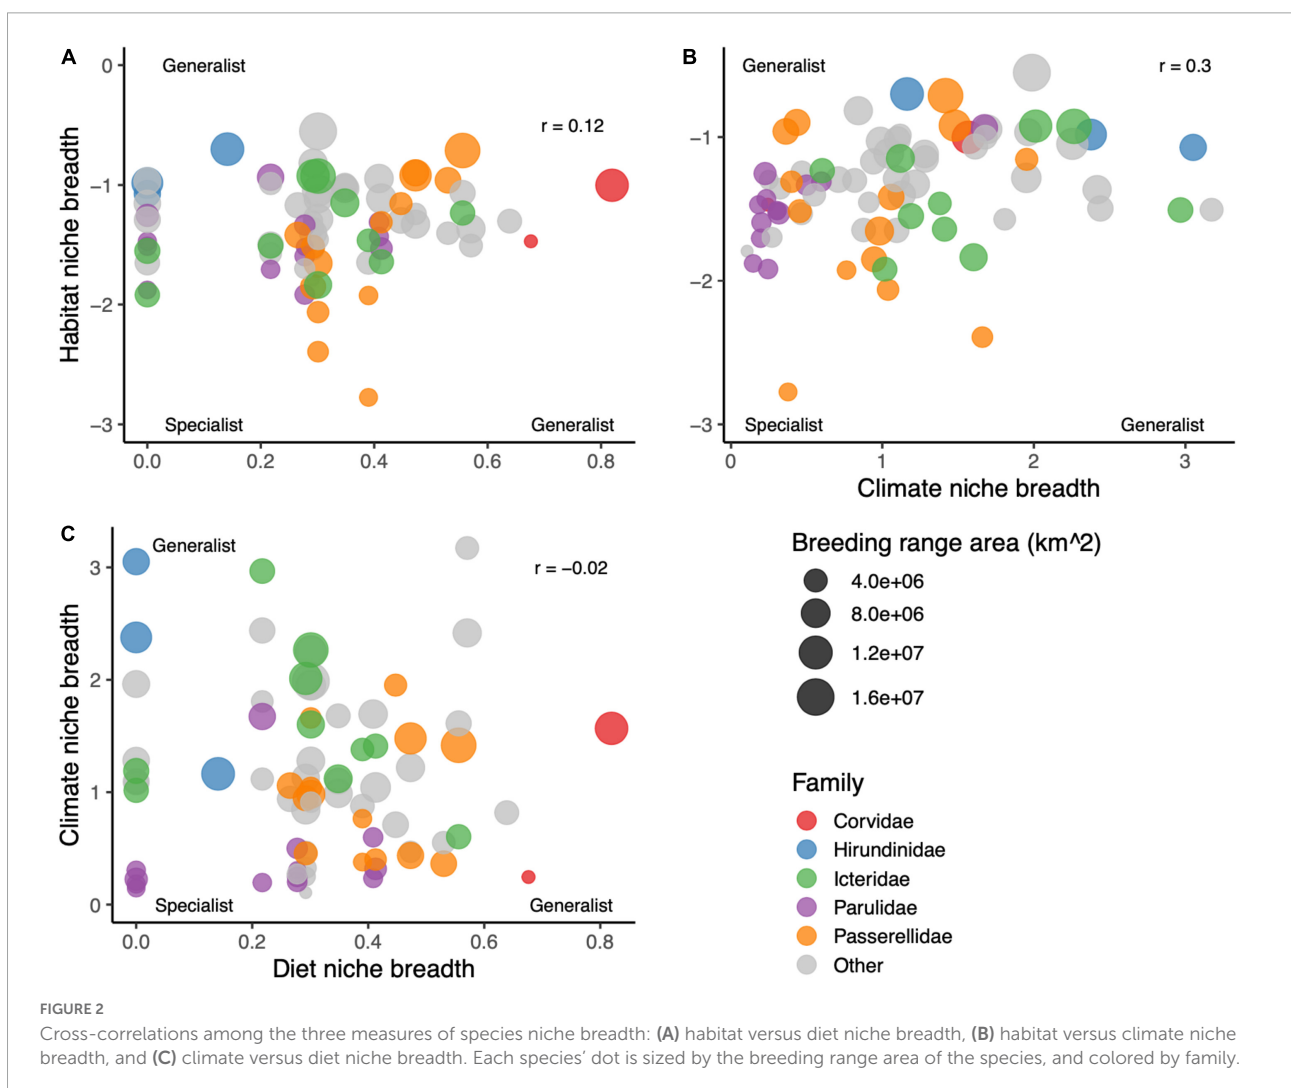 A
Generalist
r = 0.12
Habitat niche breadth
0
−1
−2
−3
Specialist
Generalist
0.0 0.2 0.4 0.6 0.8
B
Generalist
r = 0.3
−1
−2
−3
Specialist
Generalist
0 1 2 3
Climate niche breadth
C
Generalist
r = −0.02
Climate niche breadth
3
2
1
0
Specialist
Generalist
0.0 0.2 0.4 0.6 0.8
Diet niche breadth
Breeding range area (km^2)
4.0e+06
8.0e+06
1.2e+07
1.6e+07
Family
Corvidae
Hirundinidae
Icteridae
Parulidae
Passerellidae
Other
FIGURE 2
Cross-correlations among the three measures of species niche breadth: (A) habitat versus diet niche breadth, (B) habitat versus climate niche
breadth, and (C) climate versus diet niche breadth. Each species' dot is sized by the breeding range area of the species, and colored by family.